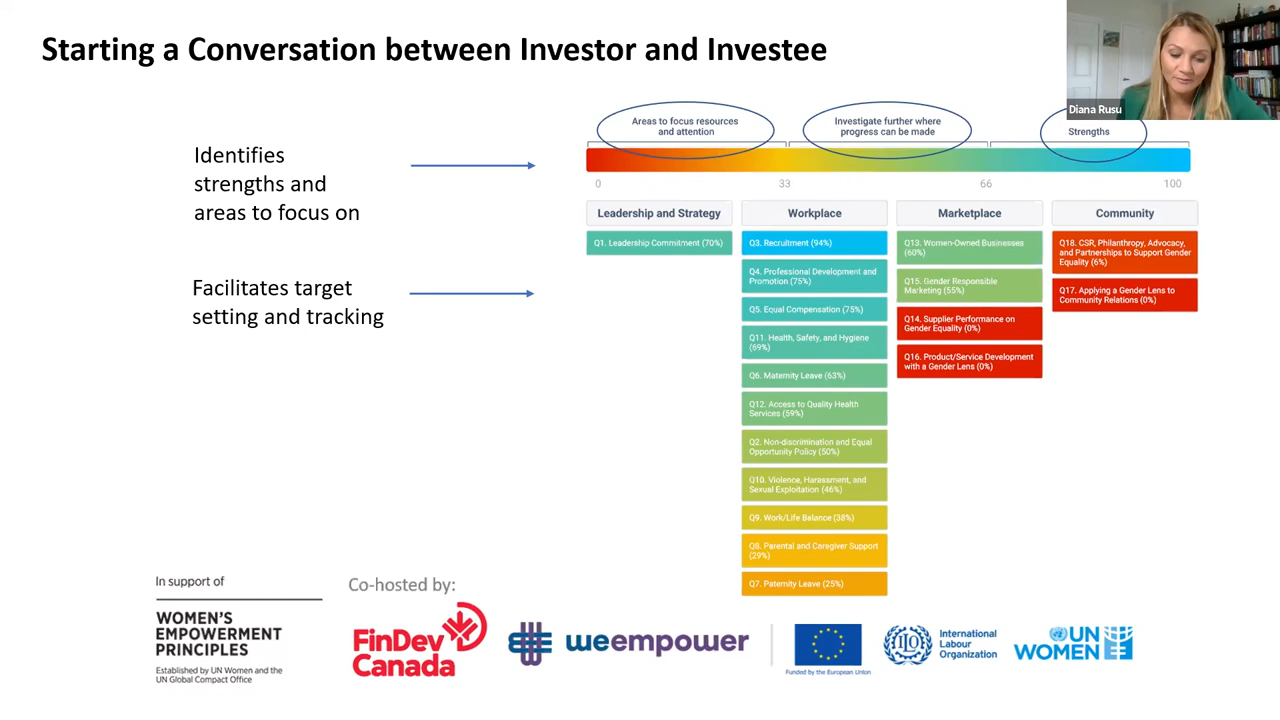 Starting a Conversation between Investor and Investee
Diana Rusu
Identifies
strengths and
areas to focus on
Facilitates target
setting and tracking
Areas to focus resources
and attention
Investigate further where
progress can be made
Strengths
0
33
66
100
Leadership and Strategy
Q1. Leadership Commitment (70%)
Workplace
Q3. Recruitment (94%)
Q4. Professional Development and
Promotion (75%)
Q5. Equal Compensation (75%)
Q11. Health, Safety, and Hygiene
(69%)
Q6. Maternity Leave (63%)
Q12. Access to Quality Health
Services (59%)
Q2. Non-discrimination and Equal
Opportunity Policy (50%)
Q10. Violence, Harassment, and
Sexual Exploitation (46%)
Q9. Work/Life Balance (38%)
Q8. Parental and Caregiver Support
(29%)
Q7. Paternity Leave (25%)
Marketplace
Q13. Women-Owned Businesses
(60%)
Q15. Gender Responsible
Marketing (55%)
Q14. Supplier Performance on
Gender Equality (0%)
Q16. Product/Service Development
with a Gender Lens (0%)
Community
Q18. CSR, Philanthropy, Advocacy,
and Partnerships to Support Gender
Equality (6%)
Q17. Applying a Gender Lens to
Community Relations (0%)
In support of
WOMEN'S
EMPOWERMENT
PRINCIPLES
Established by UN Women and the
UN Global Compact Office
Co-hosted by:
FinDev
Canada
weempower
Funded by the European Union
International
Labour
Organization
UN
WOMEN